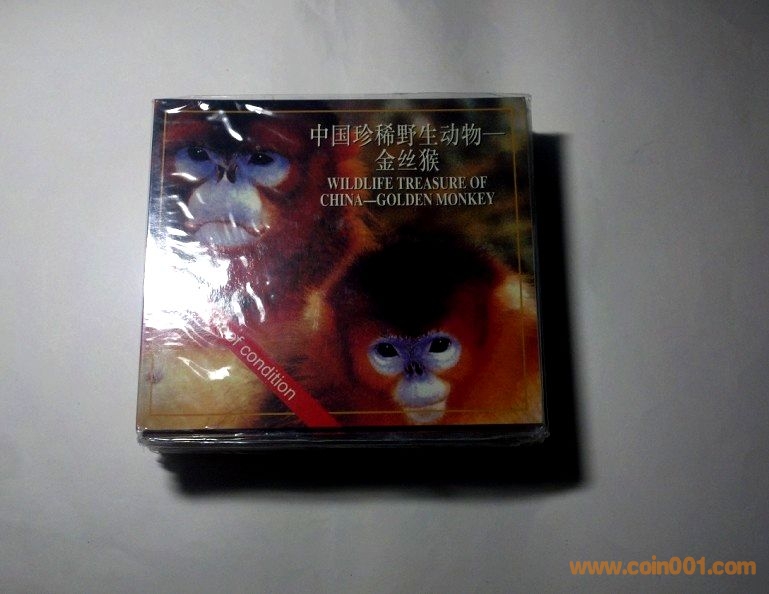 中国珍稀野生动物—
金丝猴
WILDLIFE TREASURE OF
CHINA—GOLDEN MONKEY
of condition
www.coin001.com